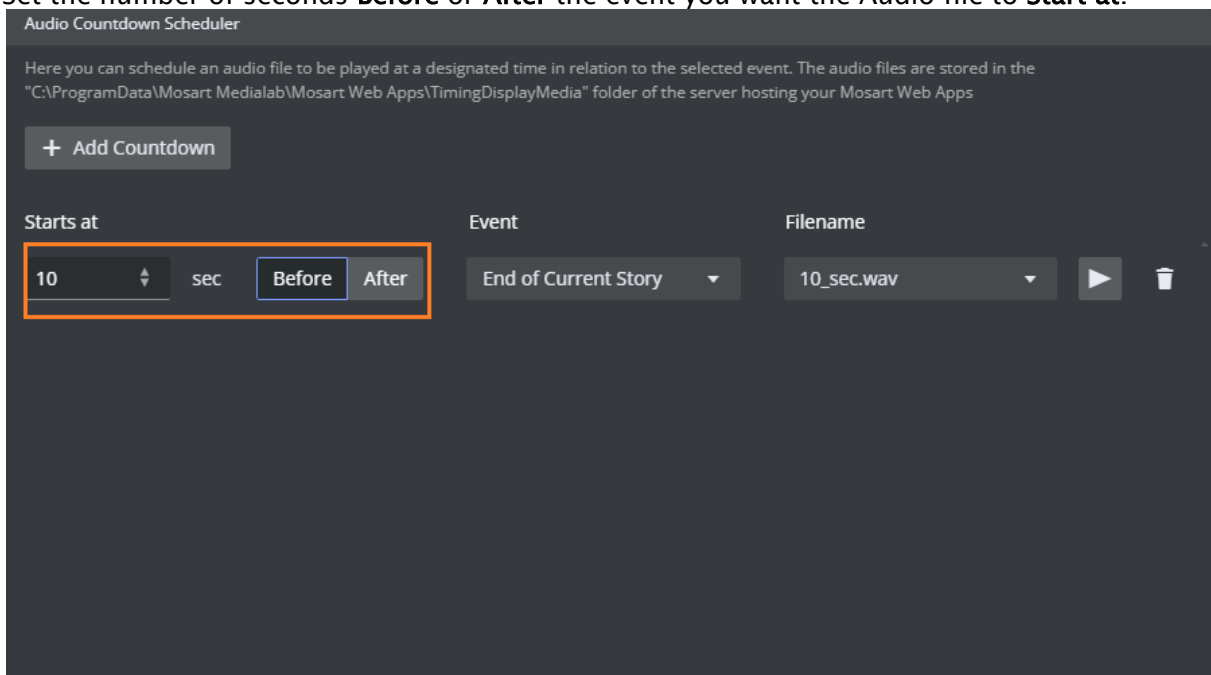 Set the number of seconds Before or After the event you want the Audio file to Start at.
Audio Countdown Scheduler
Here you can schedule an audio file to be played at a designated time in relation to the selected event. The audio files are stored in the
"C:\ProgramData\Mosart Medialab\Mosart Web Apps\TimingDisplayMedia" folder of the server hosting your Mosart Web Apps
+ Add Countdown
Starts at Event Filename
10 sec Before After End of Current Story 10_sec.wav